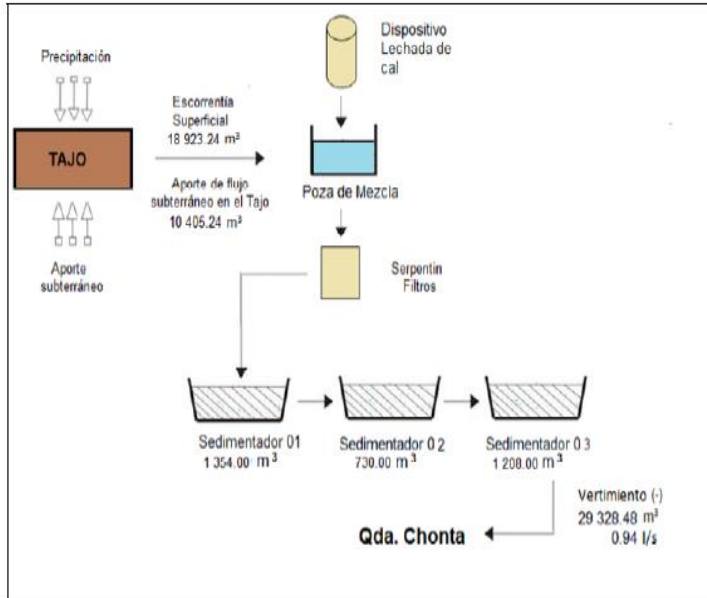 Dispositivo
Lechada de
cal
Precipitación
Escorrentía
Superficial
18 923.24 m³
TAJO
Aporte de flujo
subterráneo en el Tajo
10 405.24 m³
Poza de Mezcla
Aporte
subterráneo
Serpentin
Filtros
Sedimentador 01
1 354.00 m³
Sedimentador 0 2
730.00 m³
Sedimentador 0 3
1 208.00 m³
Vertimiento (-)
29 328.48 m³
0.94 l/s
Qda. Chonta